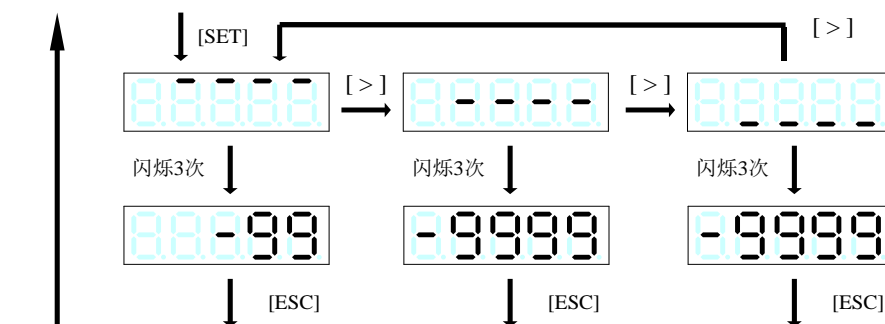 [SET]
[ > ]
[ > ]
[ > ]
- - - -
- - - -
_ _ _ _
闪烁3次
闪烁3次
闪烁3次
-99
-9999
-9999
[ESC]
[ESC]
[ESC]